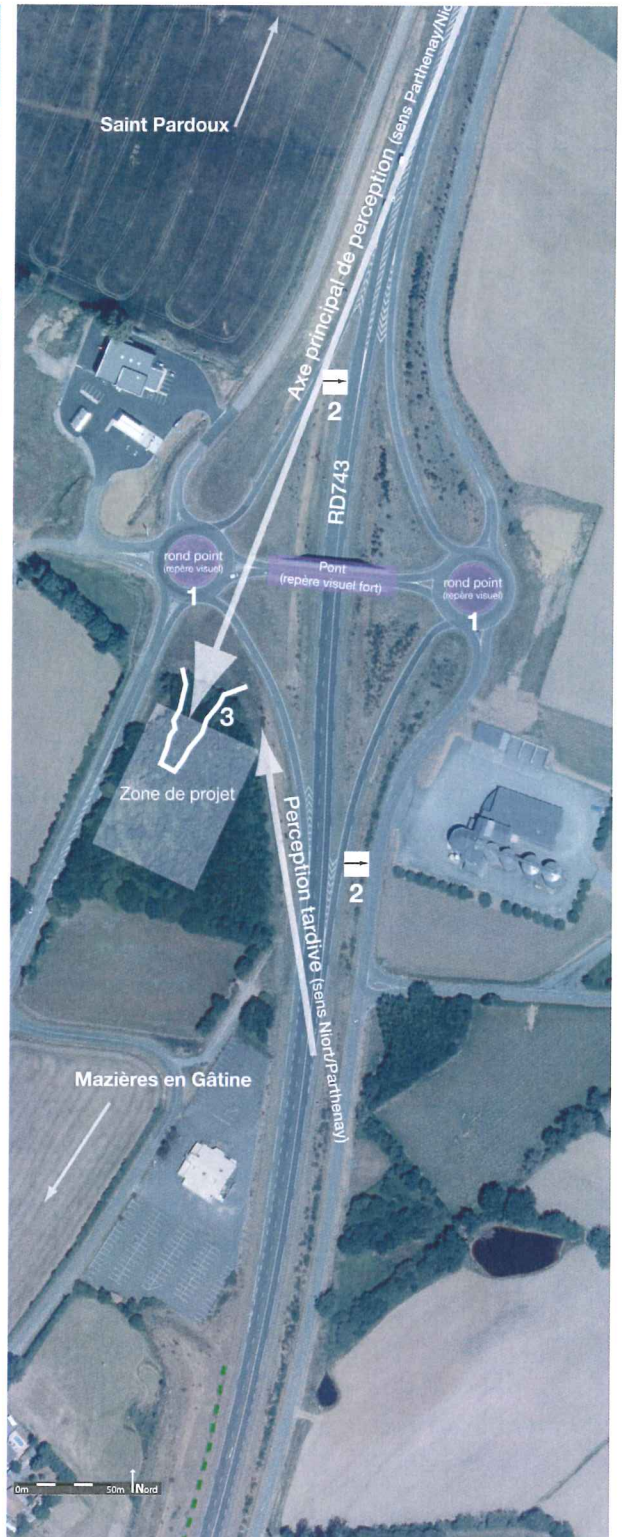 Saint Pardoux
Axe principal de perception (sens Parthenay/Nio
2
RD743
rond point
(repère visuel)
1
Pont
(repère visuel fort)
rond point
(repère visuel)
1
3
Zone de projet
Perception tardive (sens Niort/Parthenay)
2
Mazières en Gâtine
0m 50m Nord